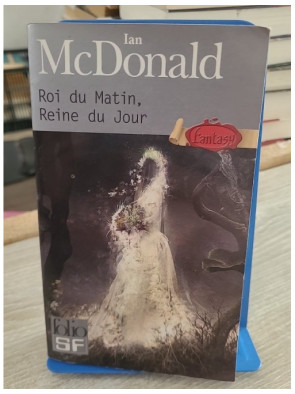 Ian
McDonald
Roi du Matin,
Reine du Jour
Fantasy
folio
SF